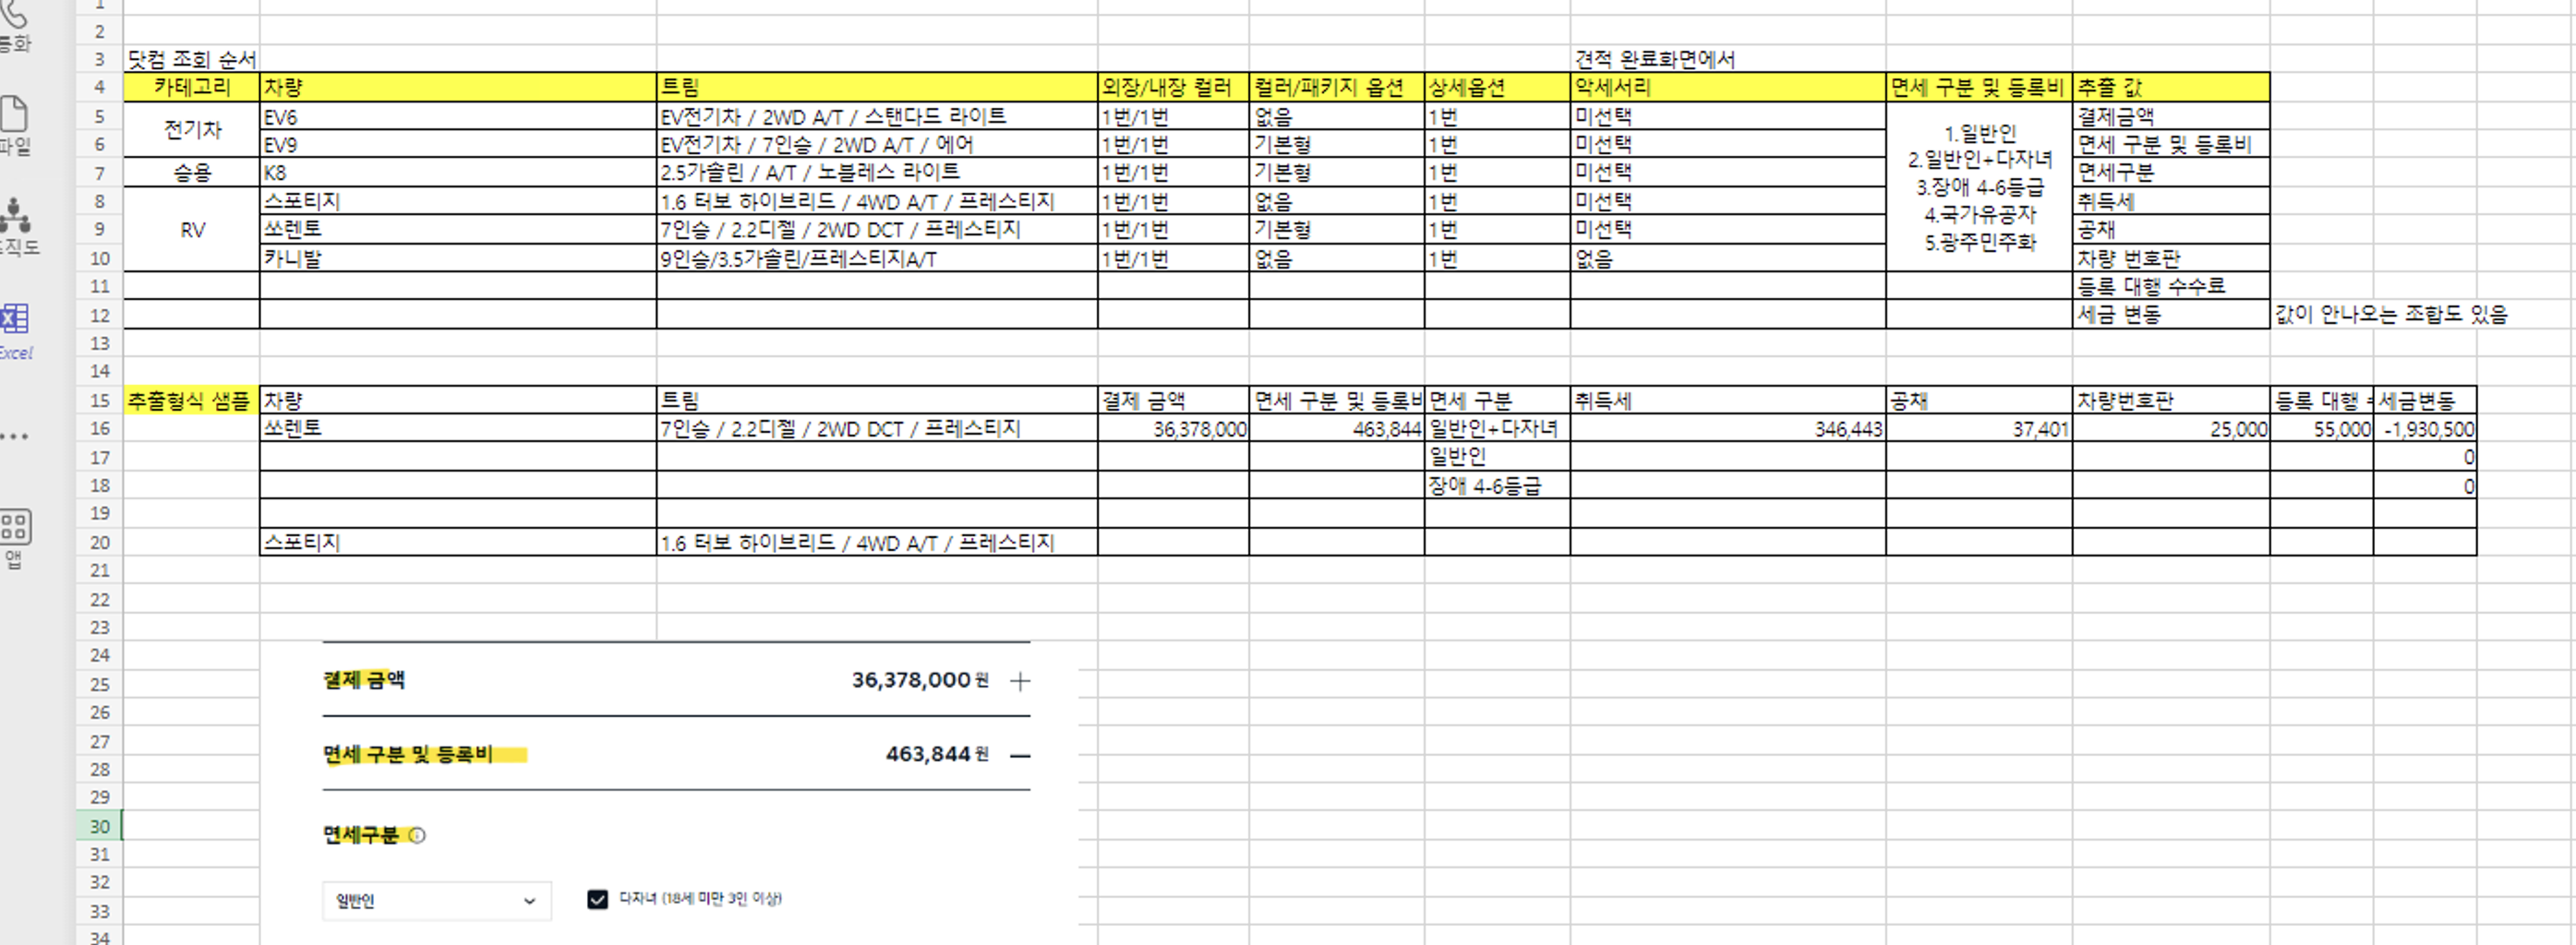 1
2
3 닷컴 조회 순서 견적 완료화면에서
4 카테고리 차량 트림 외장/내장 컬러 컬러/패키지 옵션 상세옵션 악세서리 면세 구분 및 등록비 추출 값
5 전기차 EV6 EV전기차 / 2WD A/T / 스탠다드 라이트 1번/1번 없음 1번 미선택 1.일반인 결제금액
6 EV9 EV전기차 / 7인승 / 2WD A/T / 에어 1번/1번 기본형 1번 미선택 2.일반인+다자녀 면세 구분 및 등록비
7 승용 K8 2.5가솔린 / A/T / 노블레스 라이트 1번/1번 기본형 1번 미선택 3.장애 4-6등급 면세구분
8 RV 스포티지 1.6 터보 하이브리드 / 4WD A/T / 프레스티지 1번/1번 없음 1번 미선택 4.국가유공자 취득세
9 쏘렌토 7인승 / 2.2디젤 / 2WD DCT / 프레스티지 1번/1번 기본형 1번 미선택 5.광주민주화 공채
10 카니발 9인승/3.5가솔린/프레스티지A/T 1번/1번 없음 1번 없음 차량 번호판
11 등록 대행 수수료
12 세금 변동 값이 안나오는 조합도 있음
13
14
15 추출형식 샘플 차량 트림 결제 금액 면세 구분 및 등록비 면세 구분 취득세 공채 차량번호판 등록 대행 세금변동
16 쏘렌토 7인승 / 2.2디젤 / 2WD DCT / 프레스티지 36,378,000 463,844 일반인+다자녀 346,443 37,401 25,000 55,000 -1,930,500
17 일반인 0
18 장애 4-6등급 0
19
20 스포티지 1.6 터보 하이브리드 / 4WD A/T / 프레스티지
21
22
23
24
25 결제 금액 36,378,000 원
26
27 면세 구분 및 등록비 463,844 원
28
29
30 면세구분
31
32
33 일반인 다자녀 (18세 미만 3인 이상)
34
파일
Excel
앱